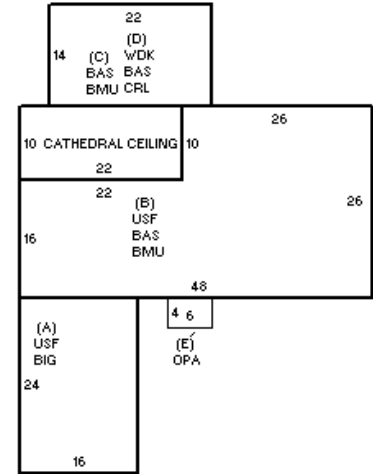 22
14
(C)
BAS
BMU
(D)
WDK
BAS
CRL
10 CATHEDRAL CEILING 10
22
26
26
22
16
(B)
USF
BAS
BMU
48
4 6
(E)
OPA
(A)
USF
BIG
24
16